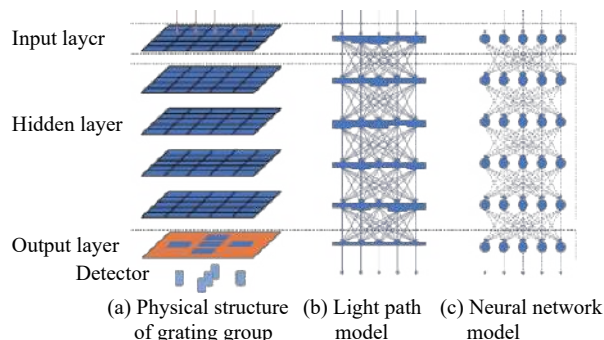 Input laycr
Hidden layer
Output layer
Detector
(a) Physical structure of grating group
(b) Light path model
(c) Neural network model